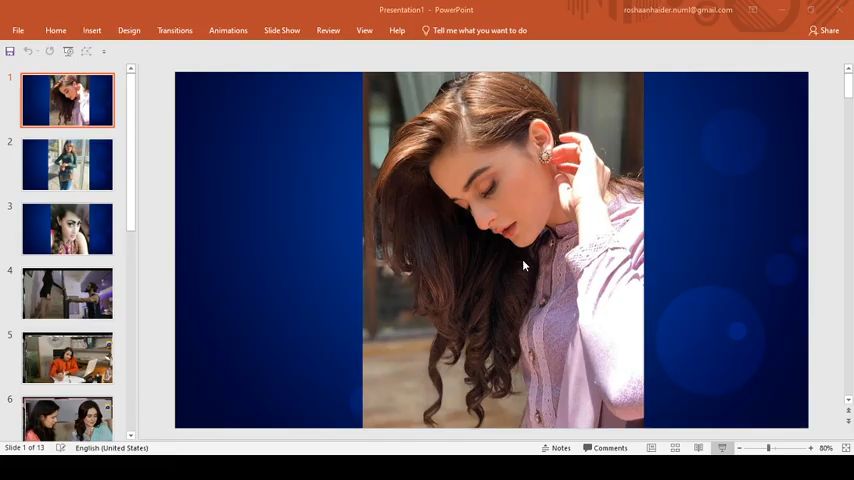 Presentation1 - PowerPoint
roshaanhaider.numl@gmail.com
File Home Insert Design Transitions Animations Slide Show Review View Help Tell me what you want to do Share
1
2
3
4
5
6
Slide 1 of 13 English (United States) Notes Comments 80%